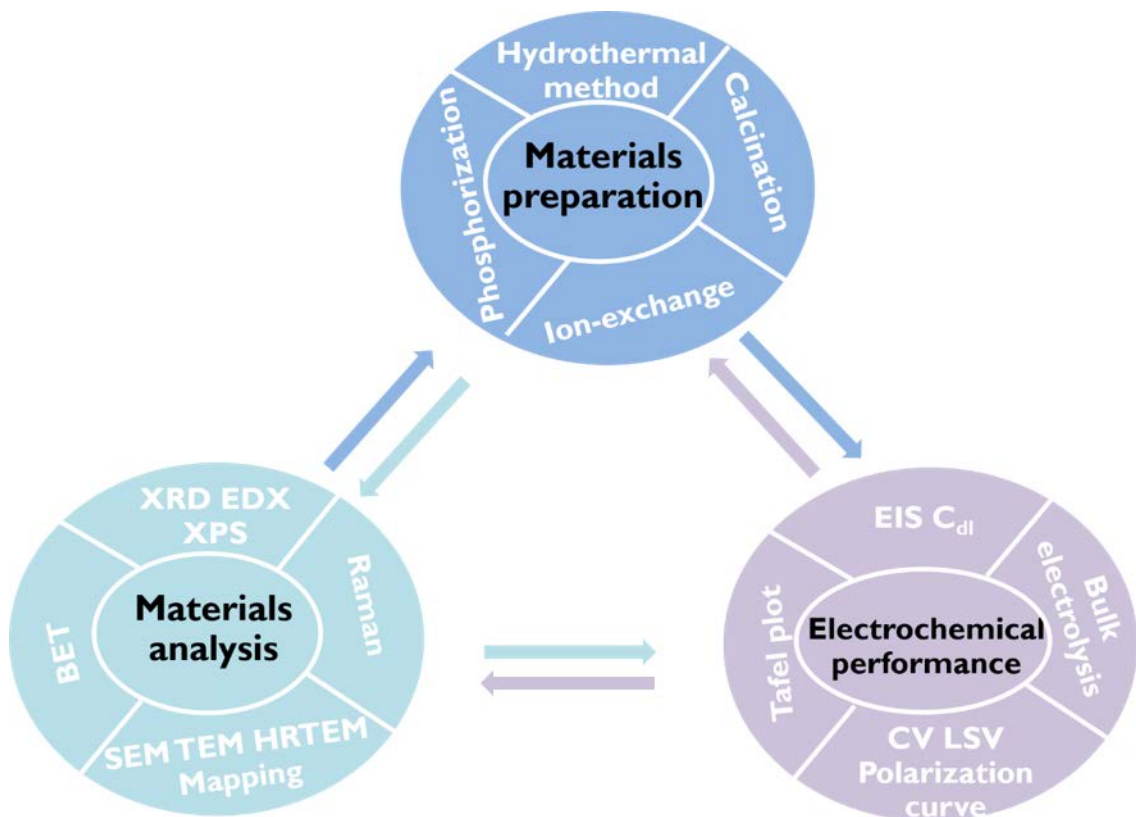 Hydrothermal
method
Calcination
Phosphorization
Materials
preparation
Ion-exchange
XRD EDX
XPS
Raman
BET
Materials
analysis
SEM TEM HRTEM
Mapping
EIS Cdl
Bulk
electrolysis
Tafel plot
Electrochemical
performance
CV LSV
Polarization
curve